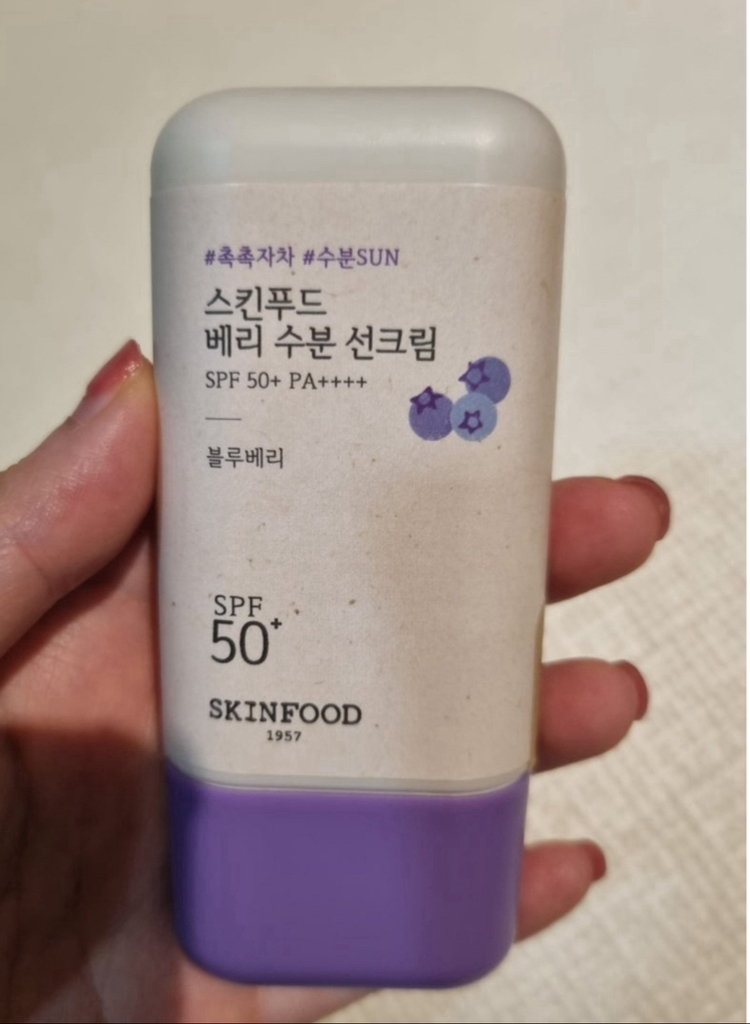 #촉촉자차 #수분SUN
스킨푸드
베리 수분 선크림
SPF 50+ PA++++
블루베리
SPF
50+
SKINFOOD
1957